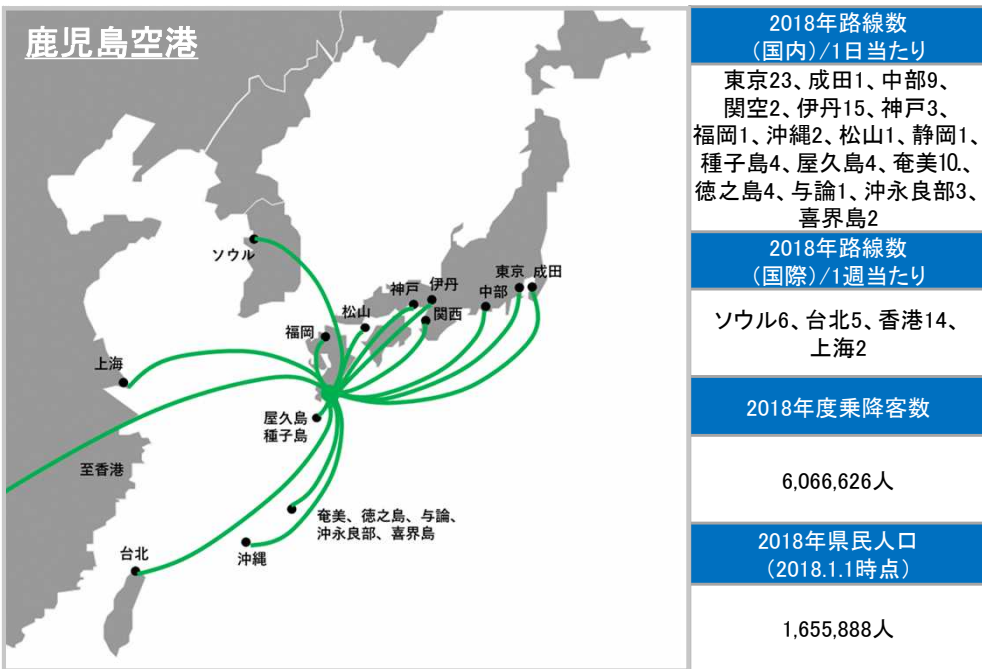 鹿児島空港
ソウル
上海
至香港
台北
福岡
松山
神戸
伊丹
関西
中部
東京
成田
屋久島
種子島
奄美、徳之島、与論、
沖永良部、喜界島
沖縄
2018年路線数
(国内)/1日当たり
東京23、成田1、中部9、
関空2、伊丹15、神戸3、
福岡1、沖縄2、松山1、静岡1、
種子島4、屋久島4、奄美10.、
徳之島4、与論1、沖永良部3、
喜界島2
2018年路線数
(国際)/1週当たり
ソウル6、台北5、香港14、
上海2
2018年度乗降客数
6,066,626人
2018年県民人口
(2018.1.1時点)
1,655,888人